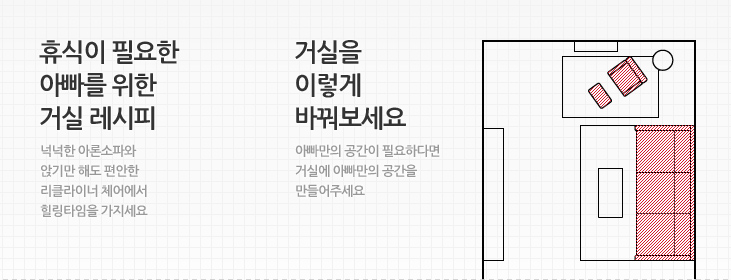 휴식이 필요한
아빠를 위한
거실 레시피
넉넉한 아론소파와
앉기만 해도 편안한
리클라이너 체어에서
힐링타임을 가지세요
거실을
이렇게
바꿔보세요
아빠만의 공간이 필요하다면
거실에 아빠만의 공간을
만들어주세요